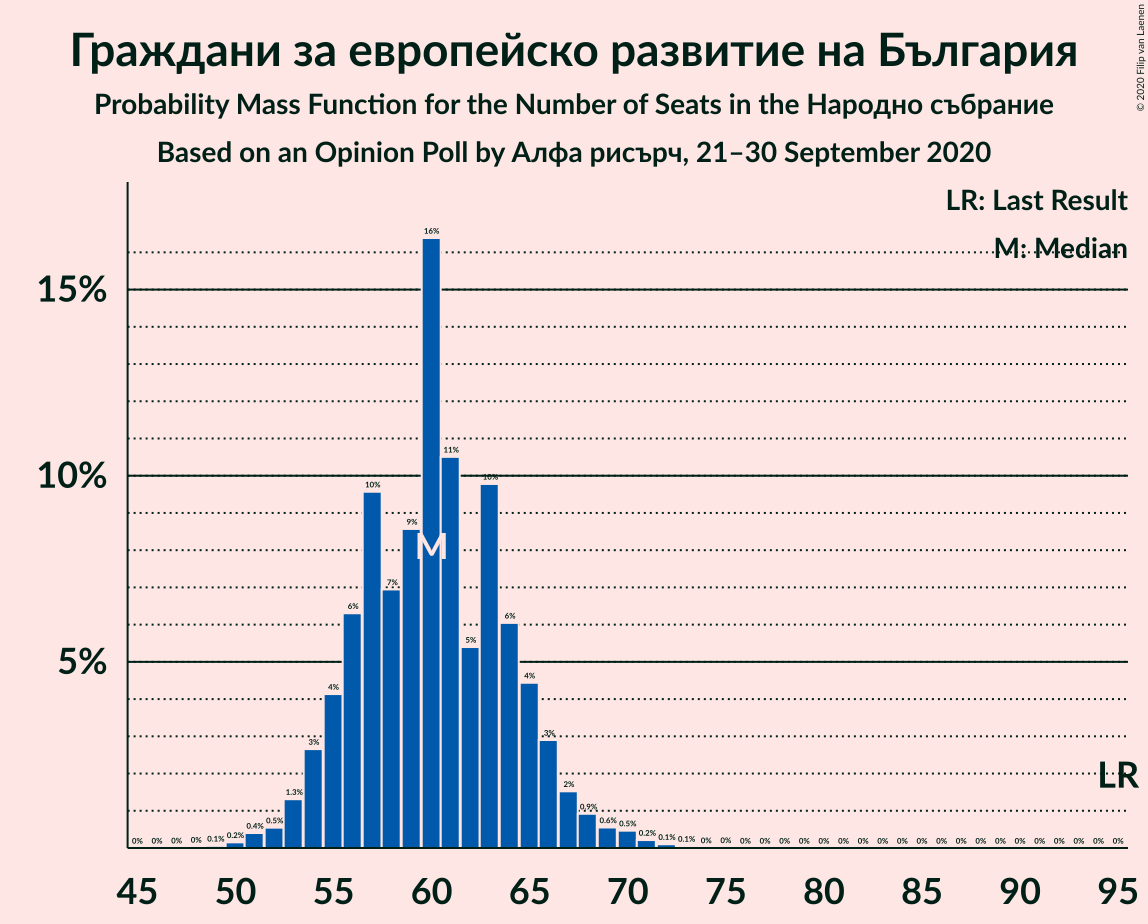 Граждани за европейско развитие на България
Probability Mass Function for the Number of Seats in the Народно събрание
Based on an Opinion Poll by Алфа рисърч, 21–30 September 2020
© 2020 Filip van Laenen
LR: Last Result
M: Median
15%
10%
5%
0% 0% 0% 0% 0.1% 0.2% 0.4% 0.5% 1.3% 3% 4% 6% 10% 7% 9% 16% 11% 5% 10% 6% 4% 3% 2% 0.9% 0.6% 0.5% 0.2% 0.1% 0.1% 0% 0% 0% 0% 0% 0% 0% 0% 0% 0% 0% 0% 0% 0% 0% 0% 0% 0% 0% 0% 0% 0%
M
LR
45 50 55 60 65 70 75 80 85 90 95